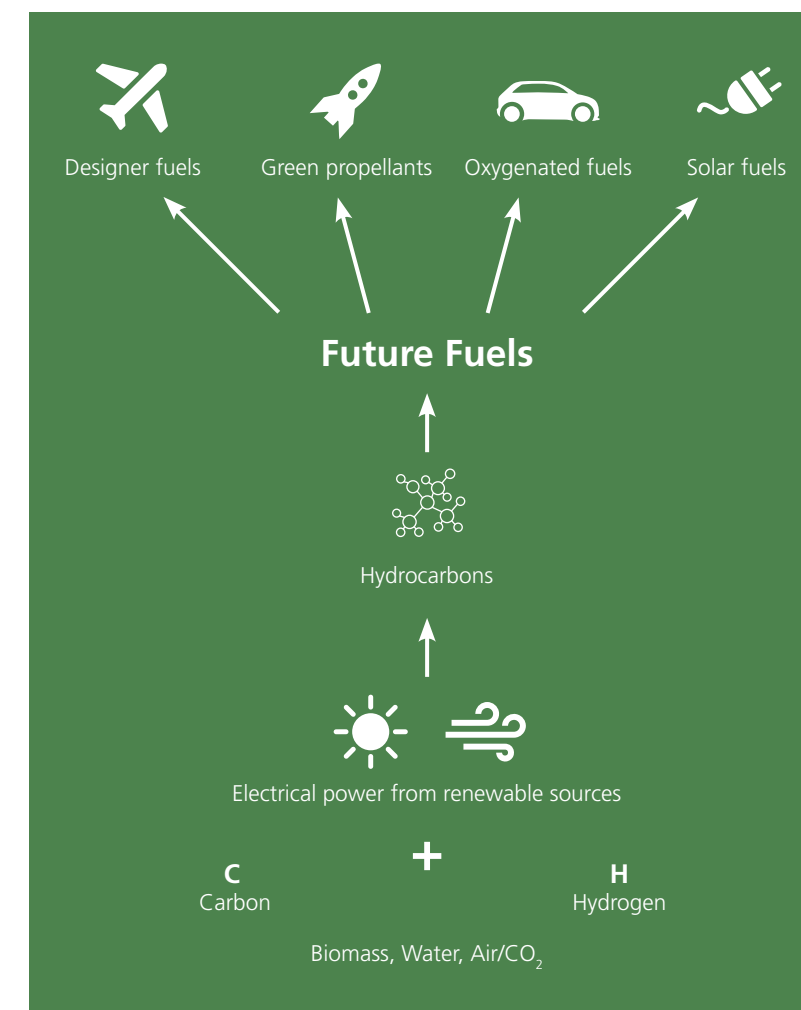 Designer fuels
Green propellants
Oxygenated fuels
Solar fuels
Future Fuels
Hydrocarbons
Electrical power from renewable sources
+
C
Carbon
H
Hydrogen
Biomass, Water, Air/CO₂